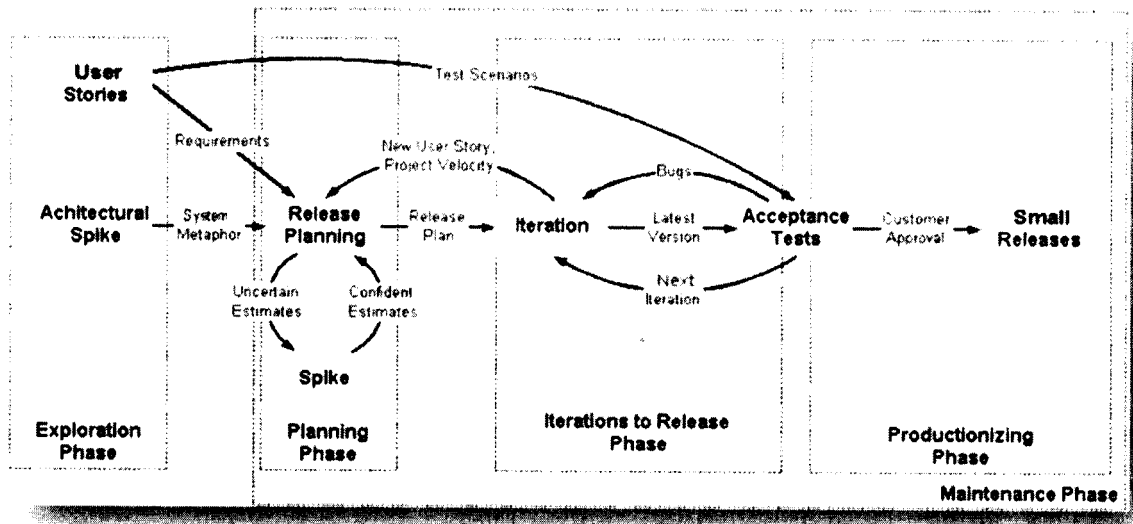 User
Stories
Test Scenarios
Requirements
New User Story,
Project Velocity
Bugs
Achitectural
Spike
System
Metaphor
Release
Planning
Release
Plan
Iteration
Latest
Version
Acceptance
Tests
Customer
Approval
Small
Releases
Uncertain
Estimates
Confident
Estimates
Next
Iteration
Spike
Exploration
Phase
Planning
Phase
Iterations to Release
Phase
Productionizing
Phase
Maintenance Phase